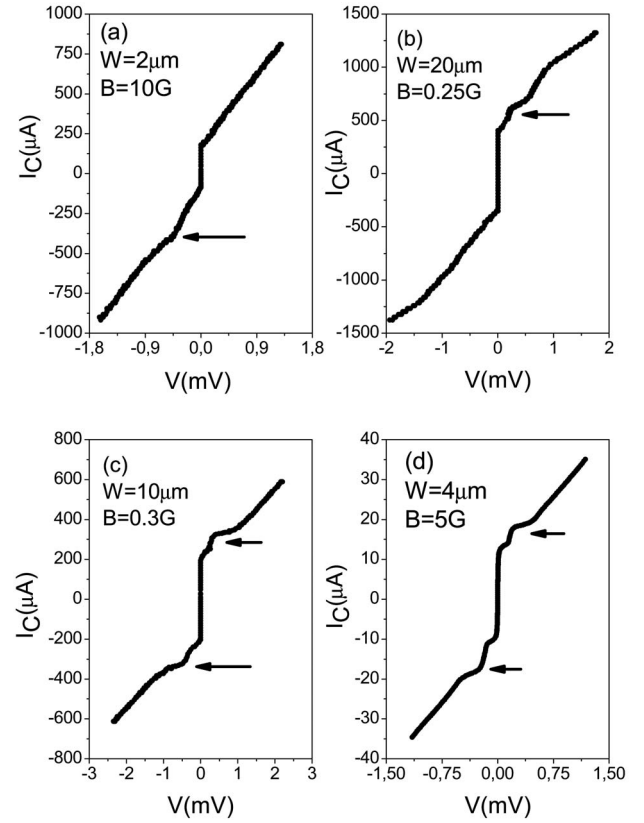 (a)
W=2μm
B=10G
1000
750
500
250
0
-250
-500
-750
-1000
-1,8 -0,9 0,0 0,9 1,8
IC(μA)
V(mV)
(b)
W=20μm
B=0.25G
1500
1000
500
0
-500
-1000
-1500
-2 -1 0 1 2
IC(μA)
V(mV)
(c)
W=10μm
B=0.3G
800
600
400
200
0
-200
-400
-600
-800
-3 -2 -1 0 1 2 3
IC(μA)
V(mV)
(d)
W=4μm
B=5G
40
30
20
10
0
-10
-20
-30
-40
-1,50 -0,75 0,00 0,75 1,50
IC(μA)
V(mV)